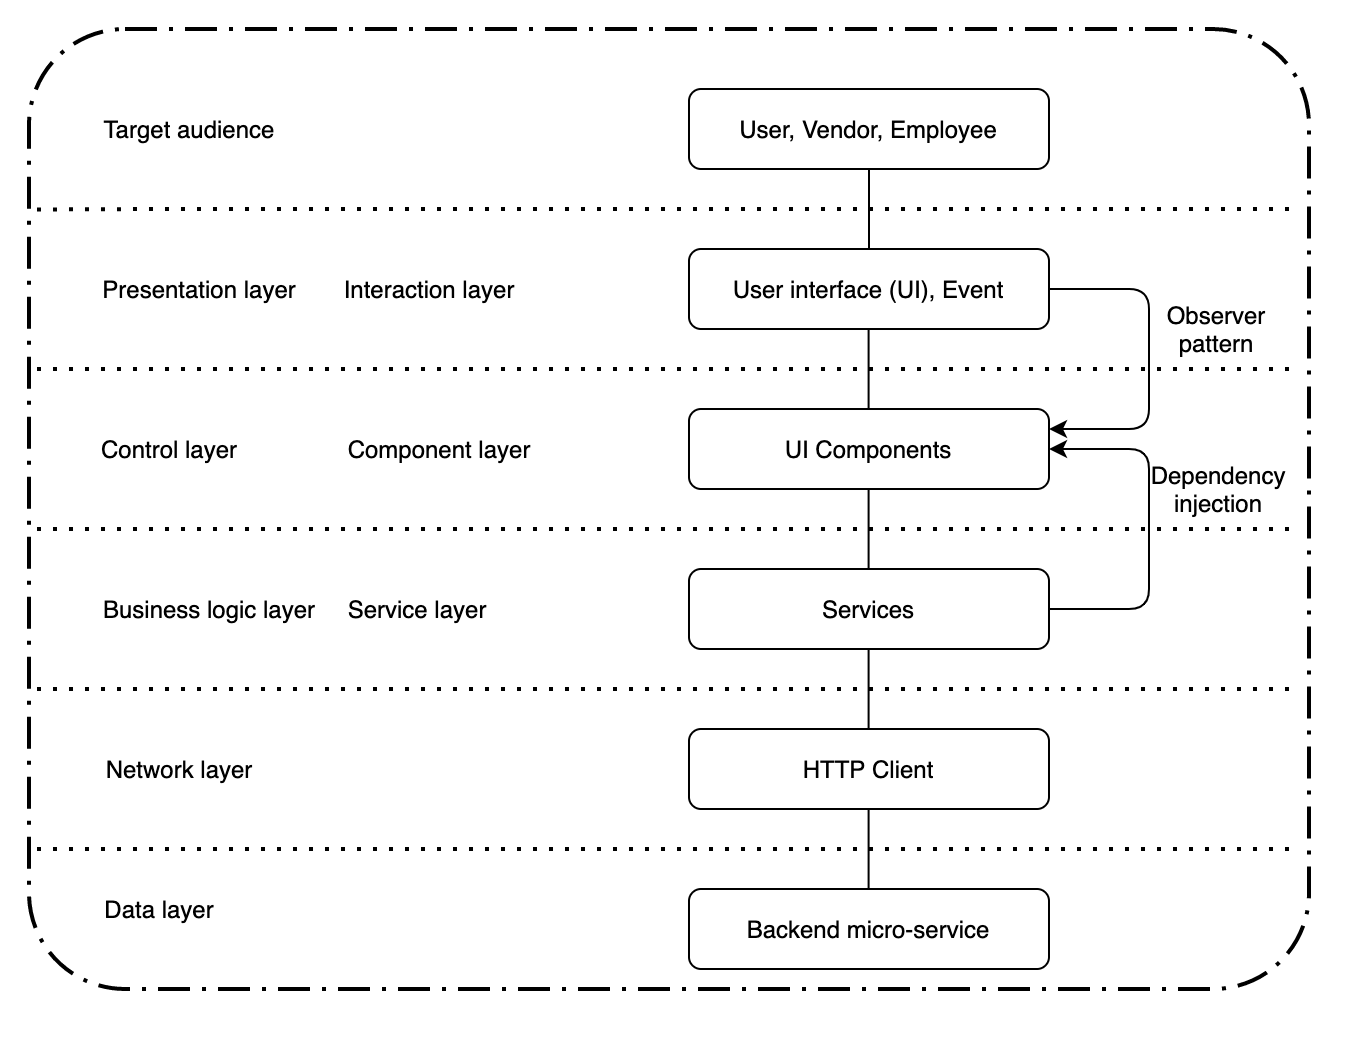 Target audience
User, Vendor, Employee
Presentation layer
Interaction layer
User interface (UI), Event
Observer
pattern
Control layer
Component layer
UI Components
Dependency
injection
Business logic layer
Service layer
Services
Network layer
HTTP Client
Data layer
Backend micro-service